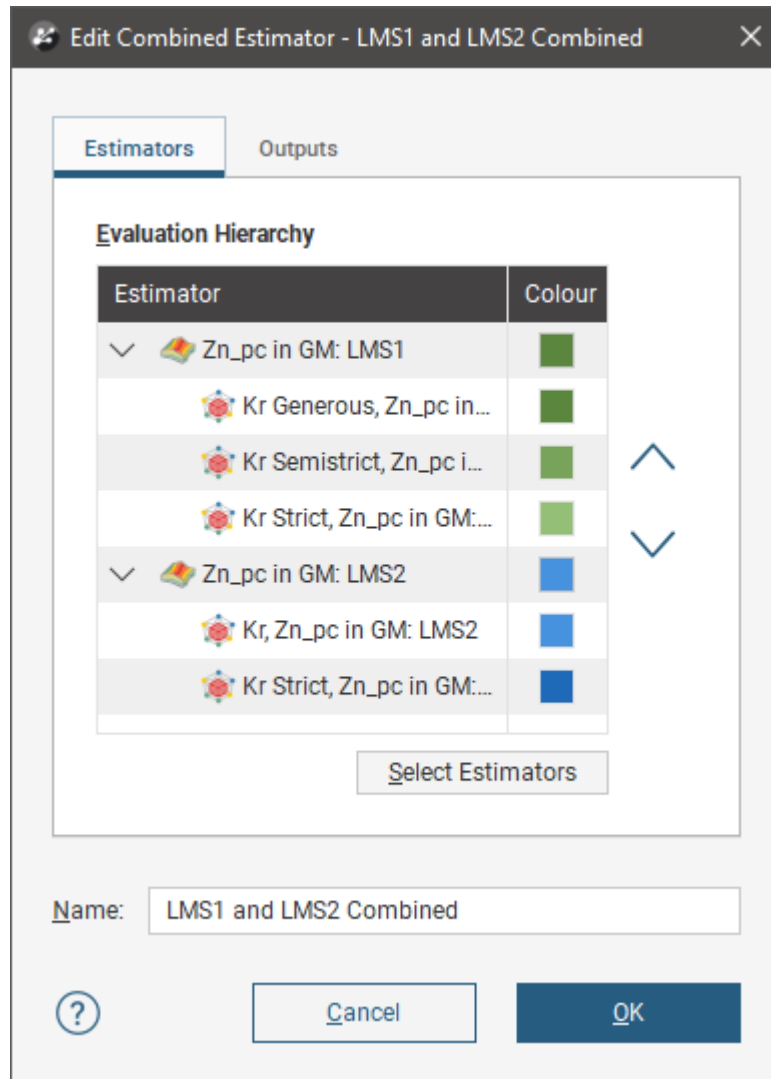 Edit Combined Estimator - LMS1 and LMS2 Combined
Estimators Outputs
Evaluation Hierarchy
Estimator Colour
Zn_pc in GM: LMS1
Kr Generous, Zn_pc in...
Kr Semistrict, Zn_pc i...
Kr Strict, Zn_pc in GM:...
Zn_pc in GM: LMS2
Kr, Zn_pc in GM: LMS2
Kr Strict, Zn_pc in GM:...
Select Estimators
Name: LMS1 and LMS2 Combined
? Cancel OK